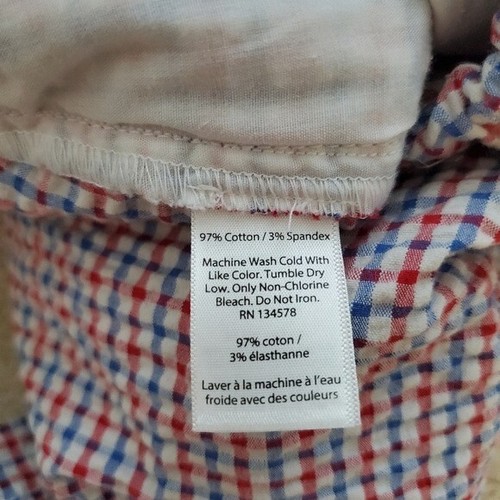 97% Cotton / 3% Spandex
Machine Wash Cold With
Like Color. Tumble Dry
Low. Only Non-Chlorine
Bleach. Do Not Iron.
RN 134578
97% coton /
3% élasthanne
Laver à la machine à l'eau
froide avec des couleurs